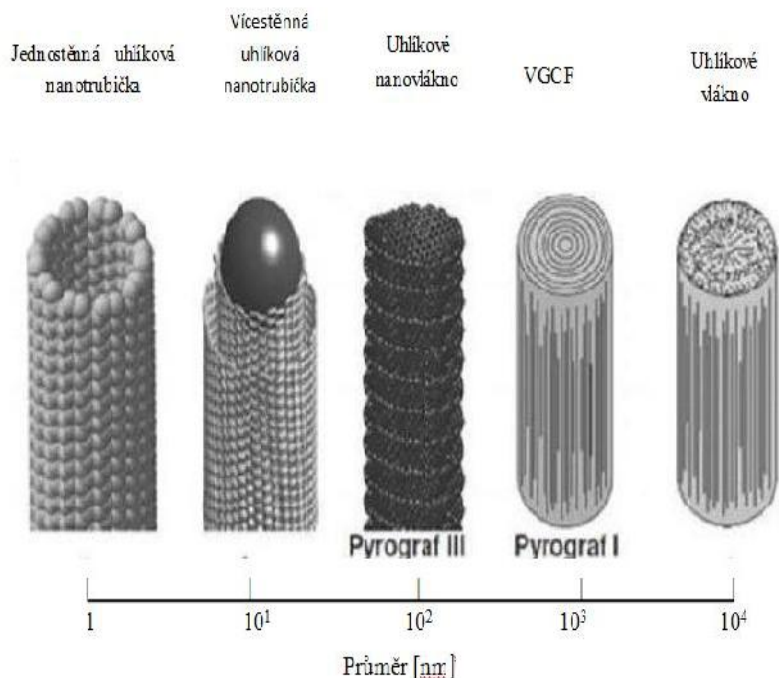 Jednostěnná uhlíková
nanotrubička
Vícestěnná
uhlíková
nanotrubička
Uhlíkové
nanovlákno
VGCF
Uhlíkové
vlákno
Pyrograf III
Pyrograf I
1
10¹
10²
10³
10⁴
Průměr [nm]